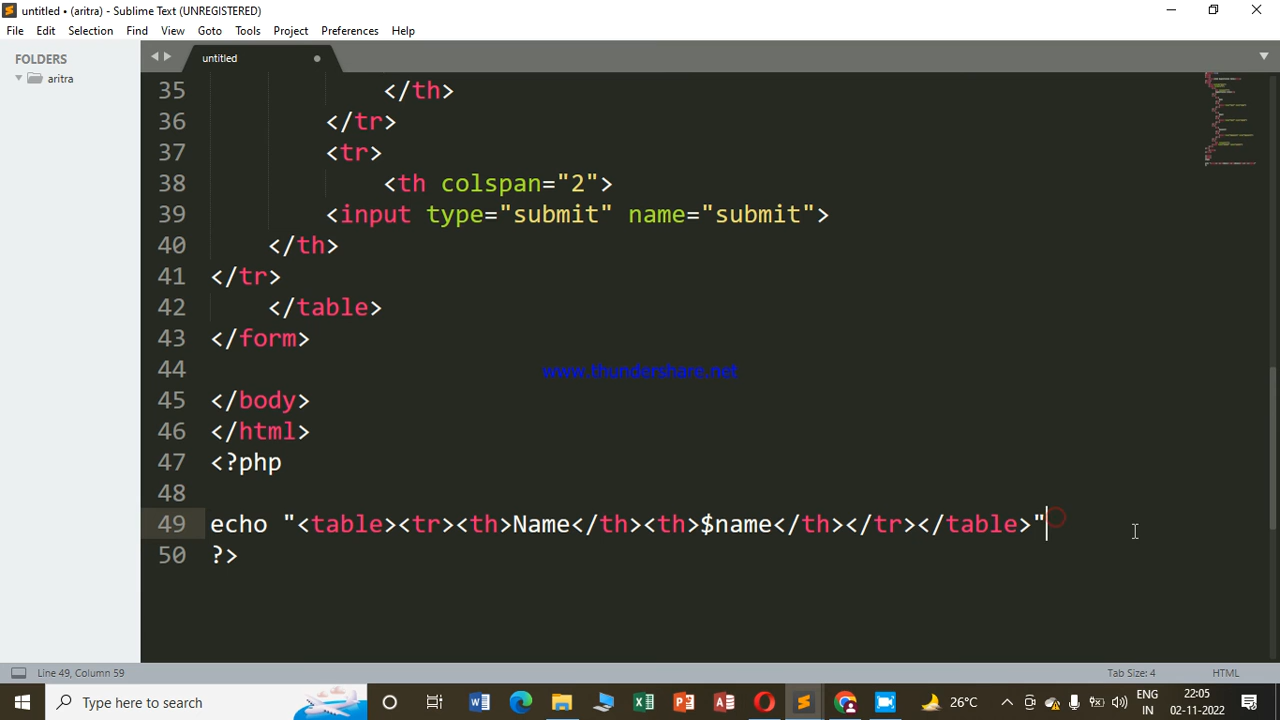 untitled • (aritra) - Sublime Text (UNREGISTERED)
File Edit Selection Find View Goto Tools Project Preferences Help
FOLDERS
aritra
untitled
35 </th>
36 </tr>
37 <tr>
38 <th colspan="2">
39 <input type="submit" name="submit">
40 </th>
41 </tr>
42 </table>
43 </form>
44
www.thundershare.net
45 </body>
46 </html>
47 <?php
48
49 echo "<table><tr><th>Name</th><th>$name</th></tr></table>"
50 ?>
Line 49, Column 59 Tab Size: 4 HTML
Type here to search
26°C
ENG
IN
22:05
02-11-2022